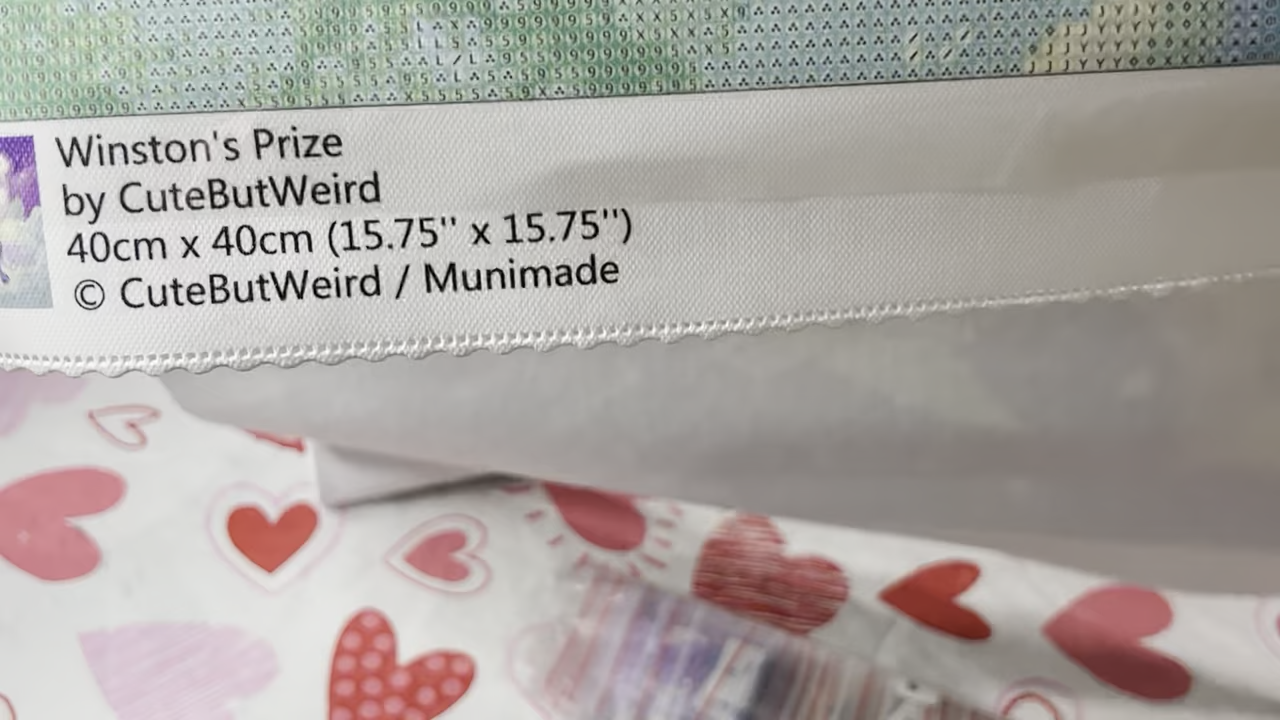 Winston's Prize
by CuteButWeird
40cm x 40cm (15.75'' x 15.75'')
© CuteButWeird / Munimade